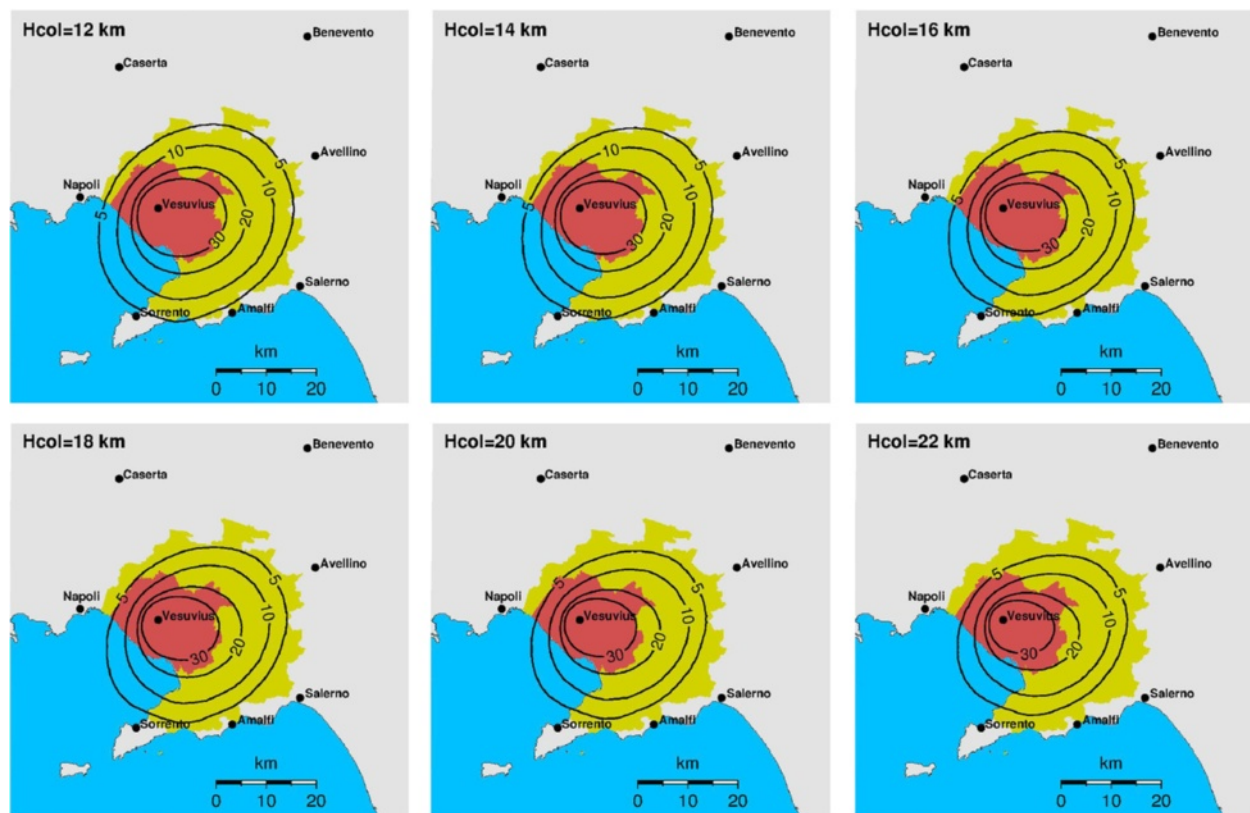 Hcol=12 km
Benevento
Caserta
5
10
Avellino
Napoli
10
5
Vesuvius
20
30
Salerno
Sorrento
Amalfi
km
0 10 20
Hcol=14 km
Benevento
Caserta
5
10
Avellino
Napoli
10
5
Vesuvius
20
30
Salerno
Sorrento
Amalfi
km
0 10 20
Hcol=16 km
Benevento
Caserta
5
10
Avellino
Napoli
10
5
Vesuvius
20
30
Salerno
Sorrento
Amalfi
km
0 10 20
Hcol=18 km
Benevento
Caserta
Avellino
5
Napoli
5
10
Vesuvius
20
30
Salerno
Sorrento
Amalfi
km
0 10 20
Hcol=20 km
Benevento
Caserta
Avellino
5
5
Napoli
10
Vesuvius
20
30
Salerno
Sorrento
Amalfi
km
0 10 20
Hcol=22 km
Benevento
Caserta
Avellino
5
5
Napoli
10
Vesuvius
20
30
Salerno
Sorrento
Amalfi
km
0 10 20